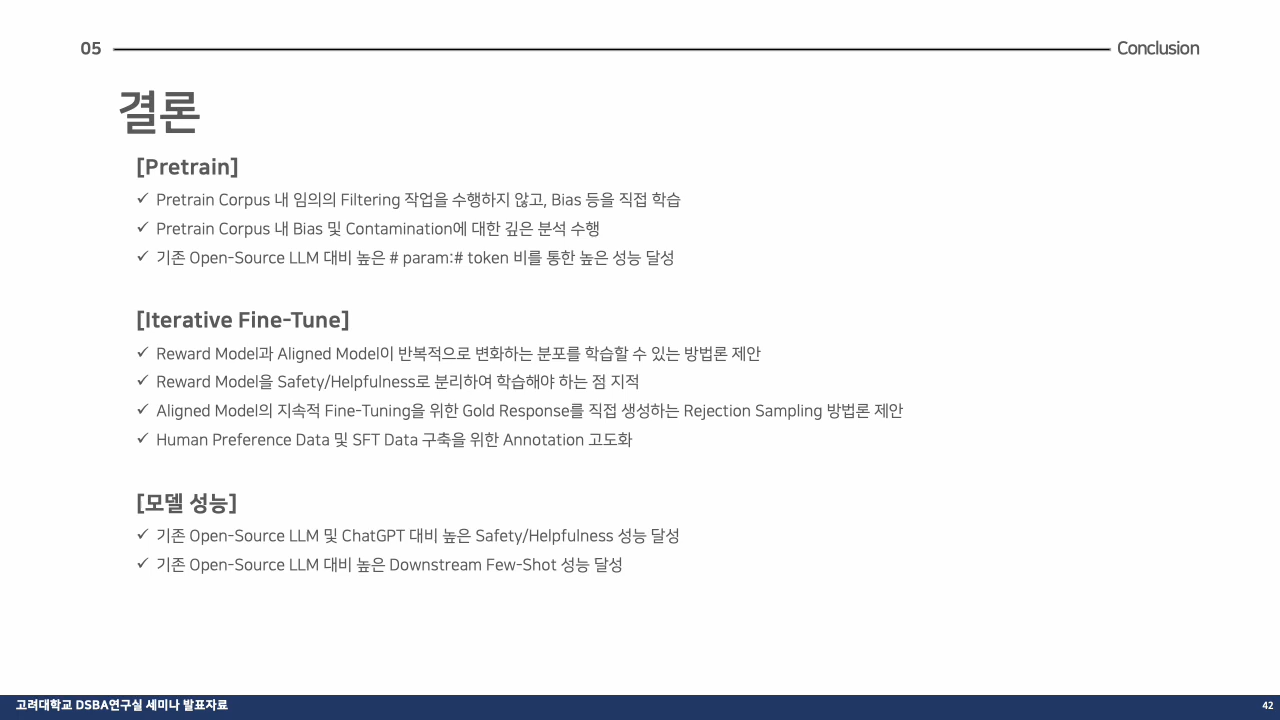 05
Conclusion
결론
[Pretrain]
✓ Pretrain Corpus 내 임의의 Filtering 작업을 수행하지 않고, Bias 등을 직접 학습
✓ Pretrain Corpus 내 Bias 및 Contamination에 대한 깊은 분석 수행
✓ 기존 Open-Source LLM 대비 높은 # param:# token 비를 통한 높은 성능 달성
[Iterative Fine-Tune]
✓ Reward Model과 Aligned Model이 반복적으로 변화하는 분포를 학습할 수 있는 방법론 제안
✓ Reward Model을 Safety/Helpfulness로 분리하여 학습해야 하는 점 지적
✓ Aligned Model의 지속적 Fine-Tuning을 위한 Gold Response를 직접 생성하는 Rejection Sampling 방법론 제안
✓ Human Preference Data 및 SFT Data 구축을 위한 Annotation 고도화
[모델 성능]
✓ 기존 Open-Source LLM 및 ChatGPT 대비 높은 Safety/Helpfulness 성능 달성
✓ 기존 Open-Source LLM 대비 높은 Downstream Few-Shot 성능 달성
고려대학교 DSBA연구실 세미나 발표자료
42